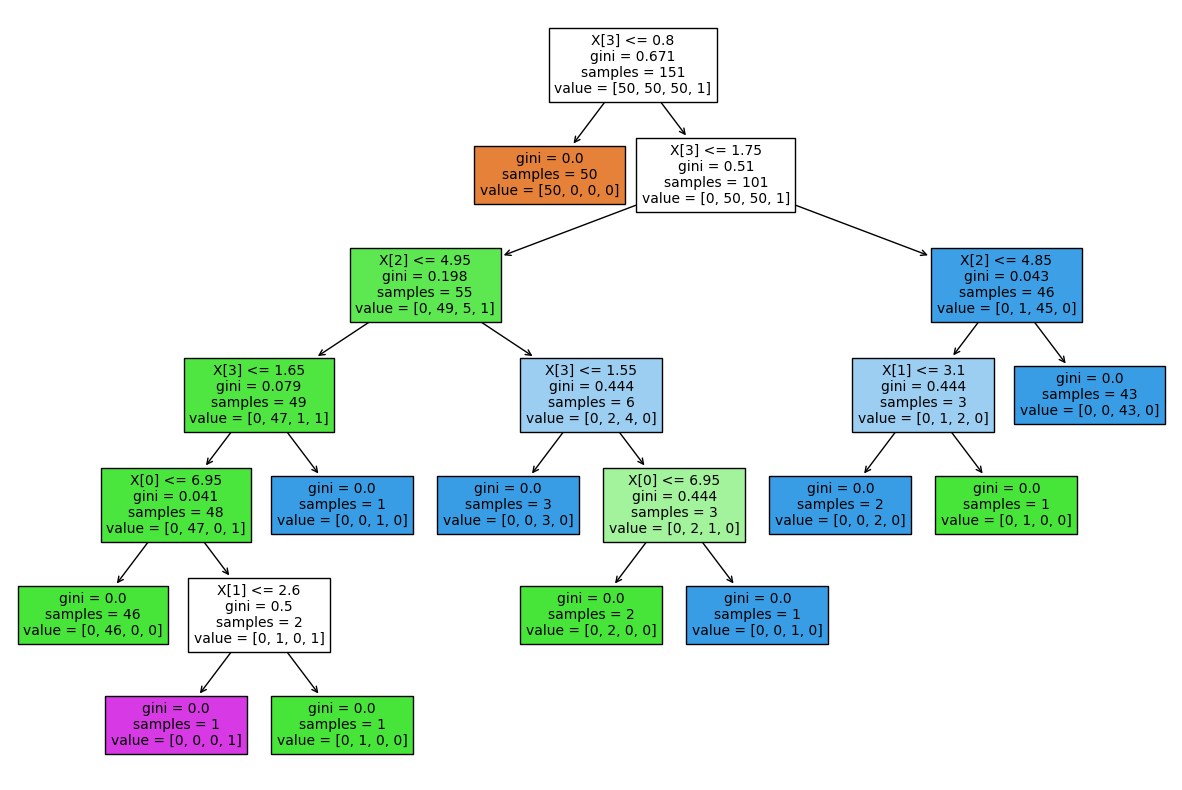 X[3] <= 0.8
gini = 0.671
samples = 151
value = [50, 50, 50, 1]
gini = 0.0
samples = 50
value = [50, 0, 0, 0]
X[3] <= 1.75
gini = 0.51
samples = 101
value = [0, 50, 50, 1]
X[2] <= 4.95
gini = 0.198
samples = 55
value = [0, 49, 5, 1]
X[2] <= 4.85
gini = 0.043
samples = 46
value = [0, 1, 45, 0]
X[3] <= 1.65
gini = 0.079
samples = 49
value = [0, 47, 1, 1]
X[3] <= 1.55
gini = 0.444
samples = 6
value = [0, 2, 4, 0]
X[1] <= 3.1
gini = 0.444
samples = 3
value = [0, 1, 2, 0]
gini = 0.0
samples = 43
value = [0, 0, 43, 0]
X[0] <= 6.95
gini = 0.041
samples = 48
value = [0, 47, 0, 1]
gini = 0.0
samples = 1
value = [0, 0, 1, 0]
gini = 0.0
samples = 3
value = [0, 0, 3, 0]
X[0] <= 6.95
gini = 0.444
samples = 3
value = [0, 2, 1, 0]
gini = 0.0
samples = 2
value = [0, 0, 2, 0]
gini = 0.0
samples = 1
value = [0, 1, 0, 0]
gini = 0.0
samples = 46
value = [0, 46, 0, 0]
X[1] <= 2.6
gini = 0.5
samples = 2
value = [0, 1, 0, 1]
gini = 0.0
samples = 2
value = [0, 2, 0, 0]
gini = 0.0
samples = 1
value = [0, 0, 1, 0]
gini = 0.0
samples = 1
value = [0, 0, 0, 1]
gini = 0.0
samples = 1
value = [0, 1, 0, 0]